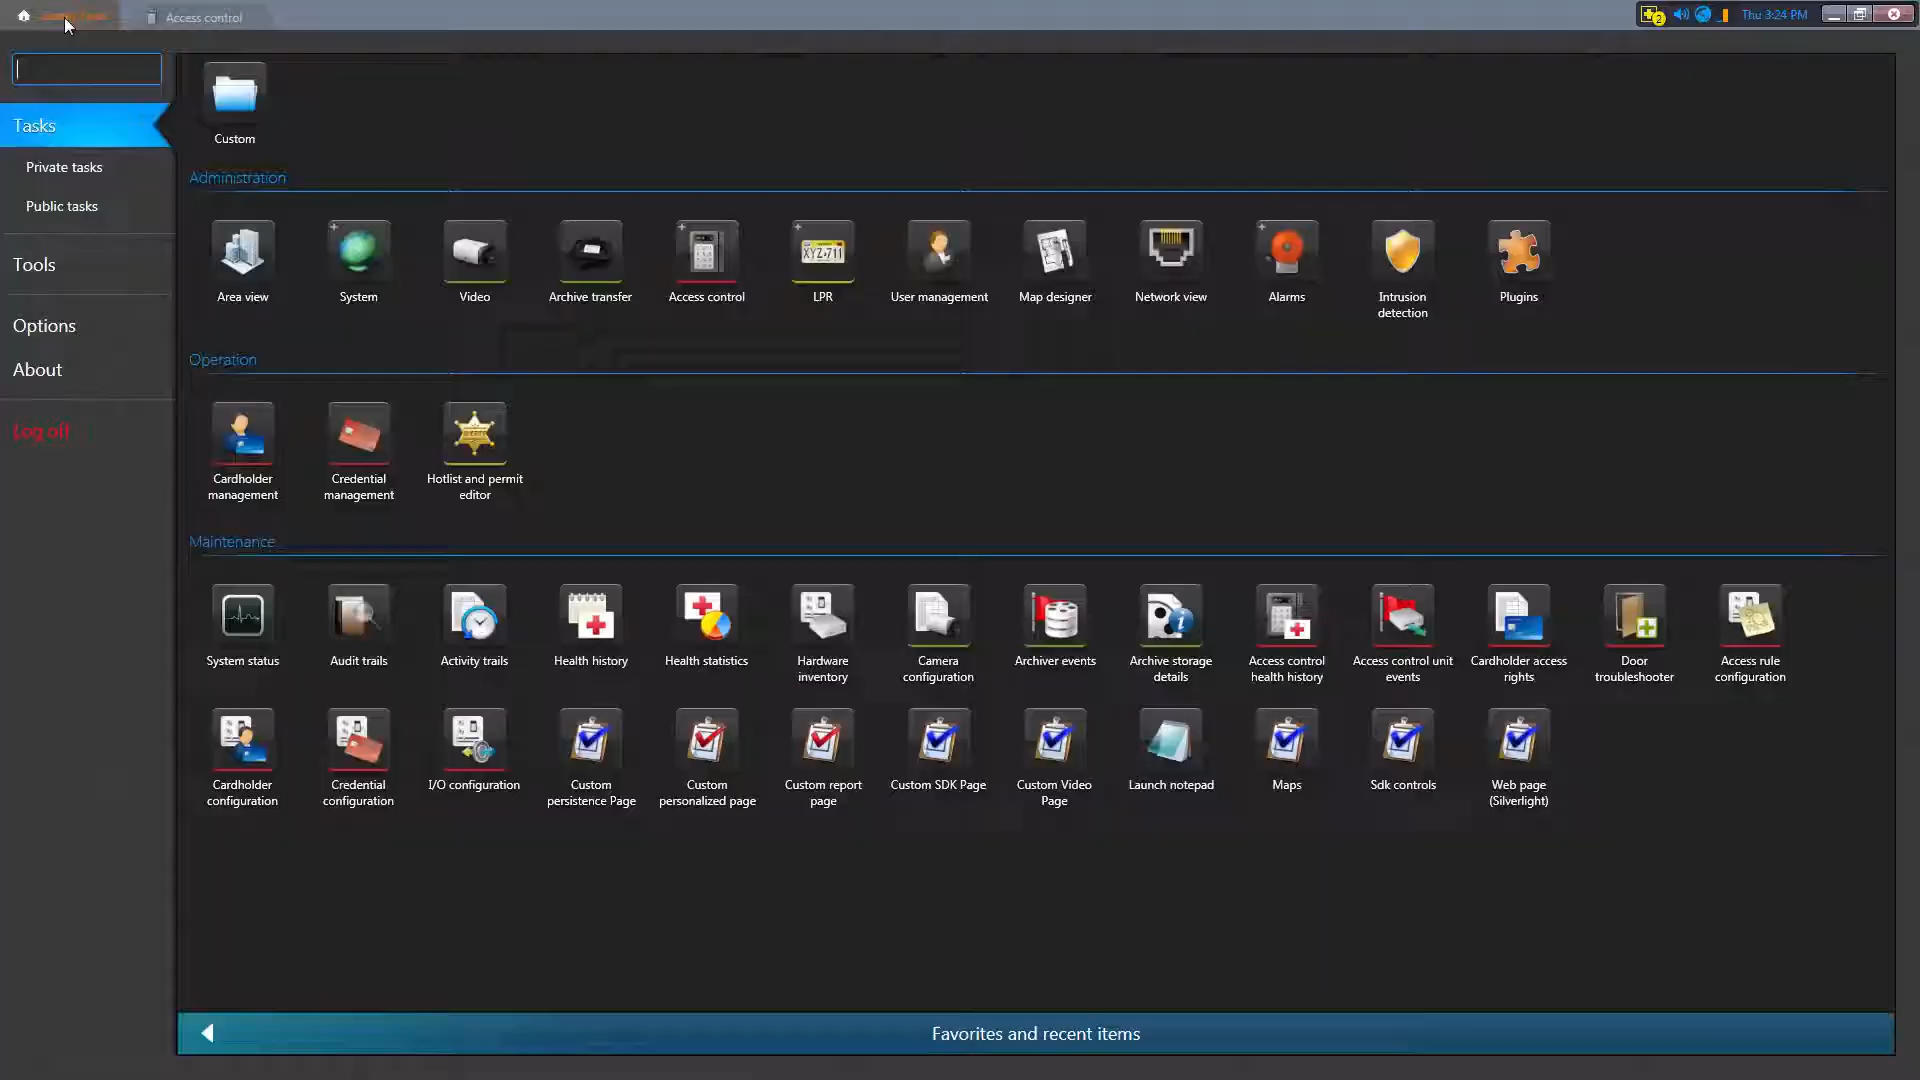 Access control
2
Thu 3:24 PM
Tasks
Private tasks
Public tasks
Tools
Options
About
Log off
Custom
Administration
Area view
System
Video
Archive transfer
Access control
XYZ•711
LPR
User management
Map designer
Network view
Alarms
Intrusion
detection
Plugins
Operation
Cardholder
management
Credential
management
Hotlist and permit
editor
Maintenance
System status
Audit trails
Activity trails
Health history
Health statistics
Hardware
inventory
Camera
configuration
Archiver events
Archive storage
details
Access control
health history
Access control unit
events
Cardholder access
rights
Door
troubleshooter
Access rule
configuration
Cardholder
configuration
Credential
configuration
I/O configuration
Custom
persistence Page
Custom
personalized page
Custom report
page
Custom SDK Page
Custom Video
Page
Launch notepad
Maps
Sdk controls
Web page
(Silverlight)
Favorites and recent items